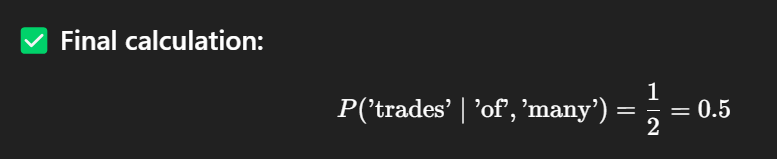 ✅ Final calculation:
P(’trades’ | ’of’, ’many’) = 1/2 = 0.5